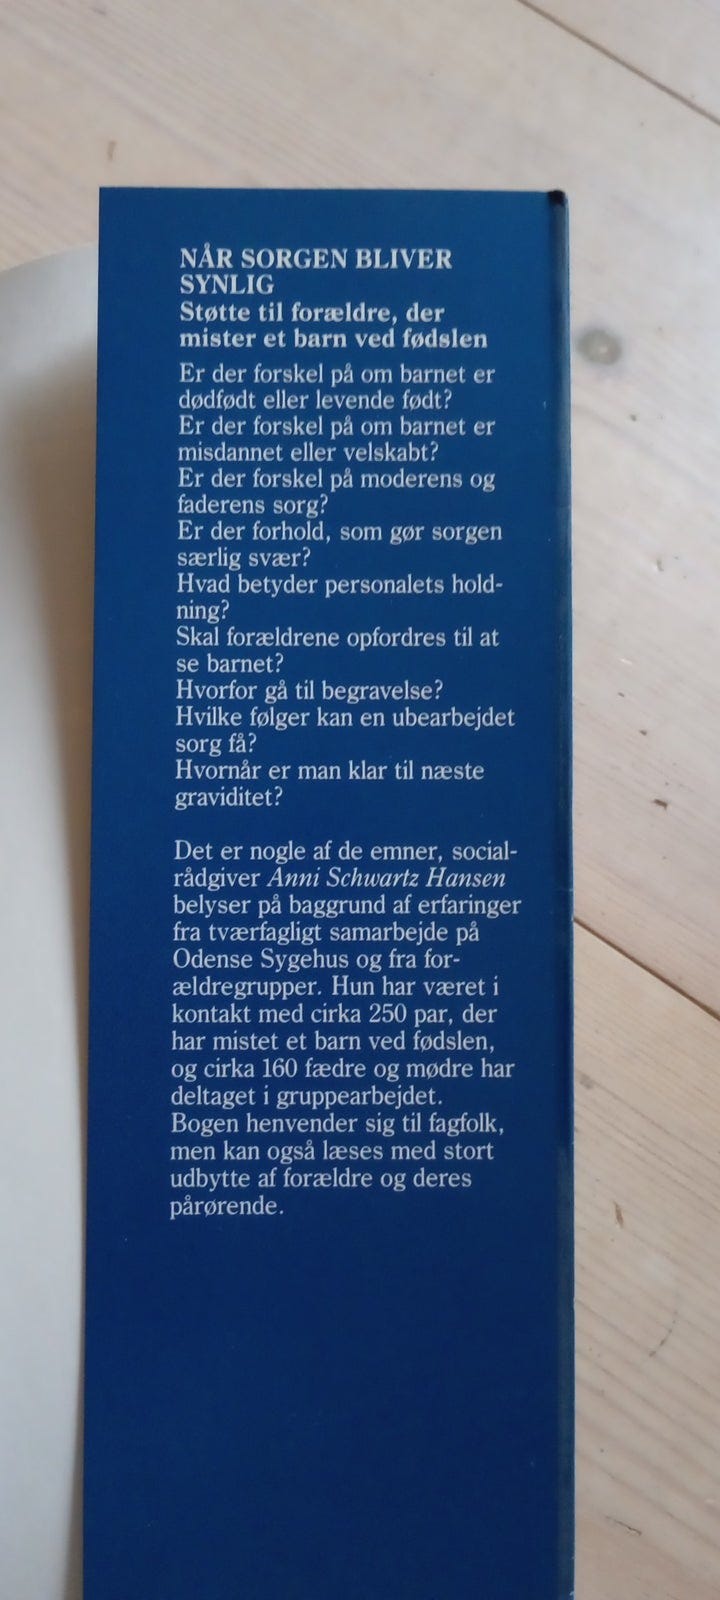 NÅR SORGEN BLIVER
SYNLIG
Støtte til forældre, der
mister et barn ved fødslen
Er der forskel på om barnet er
dødfødt eller levende født?
Er der forskel på om barnet er
misdannet eller velskabt?
Er der forskel på moderens og
faderens sorg?
Er der forhold, som gør sorgen
særlig svær?
Hvad betyder personalets hold-
ning?
Skal forældrene opfordres til at
se barnet?
Hvorfor gå til begravelse?
Hvilke følger kan en ubearbejdet
sorg få?
Hvornår er man klar til næste
graviditet?
Det er nogle af de emner, social-
rådgiver Anni Schwartz Hansen
belyser på baggrund af erfaringer
fra tværfagligt samarbejde på
Odense Sygehus og fra for-
ældregrupper. Hun har været i
kontakt med cirka 250 par, der
har mistet et barn ved fødslen,
og cirka 160 fædre og mødre har
deltaget i gruppearbejdet.
Bogen henvender sig til fagfolk,
men kan også læses med stort
udbytte af forældre og deres
pårørende.